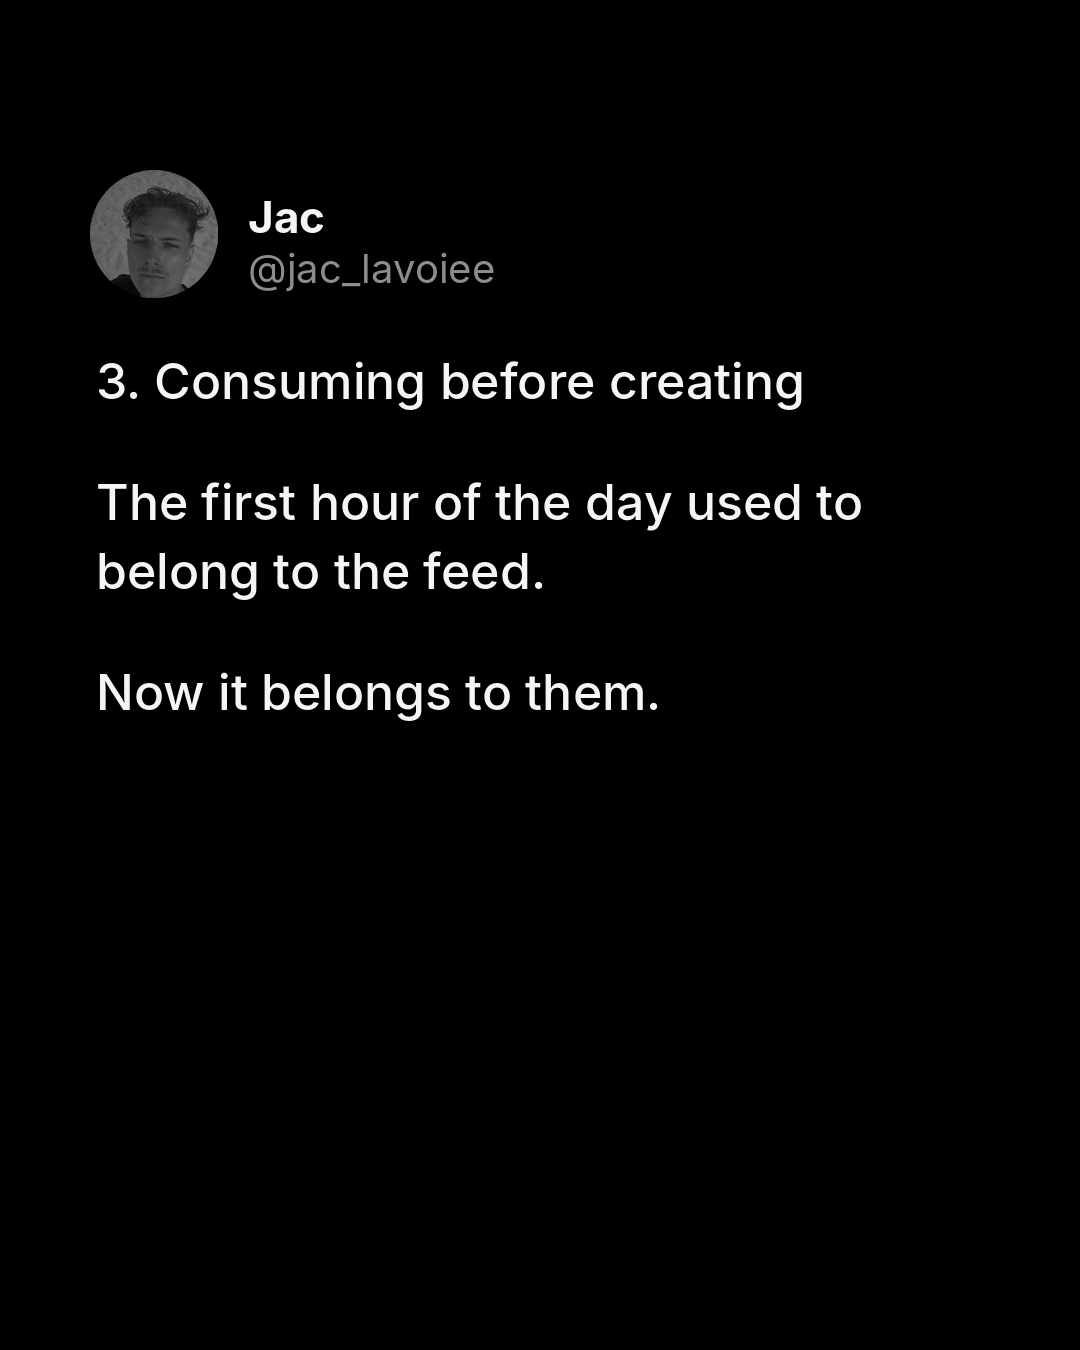 Jac
@jac_lavoiee
3. Consuming before creating
The first hour of the day used to
belong to the feed.
Now it belongs to them.